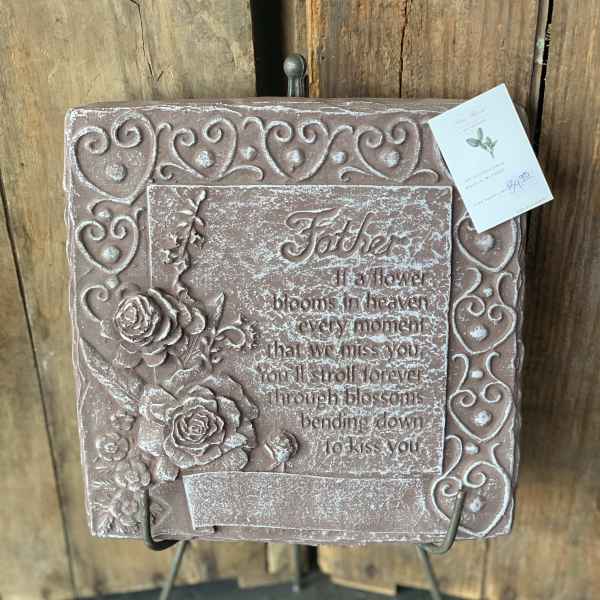 Father
If a flower
blooms in heaven
every moment
that we miss you,
You'll stroll forever
through blossoms
bending down
to kiss you.